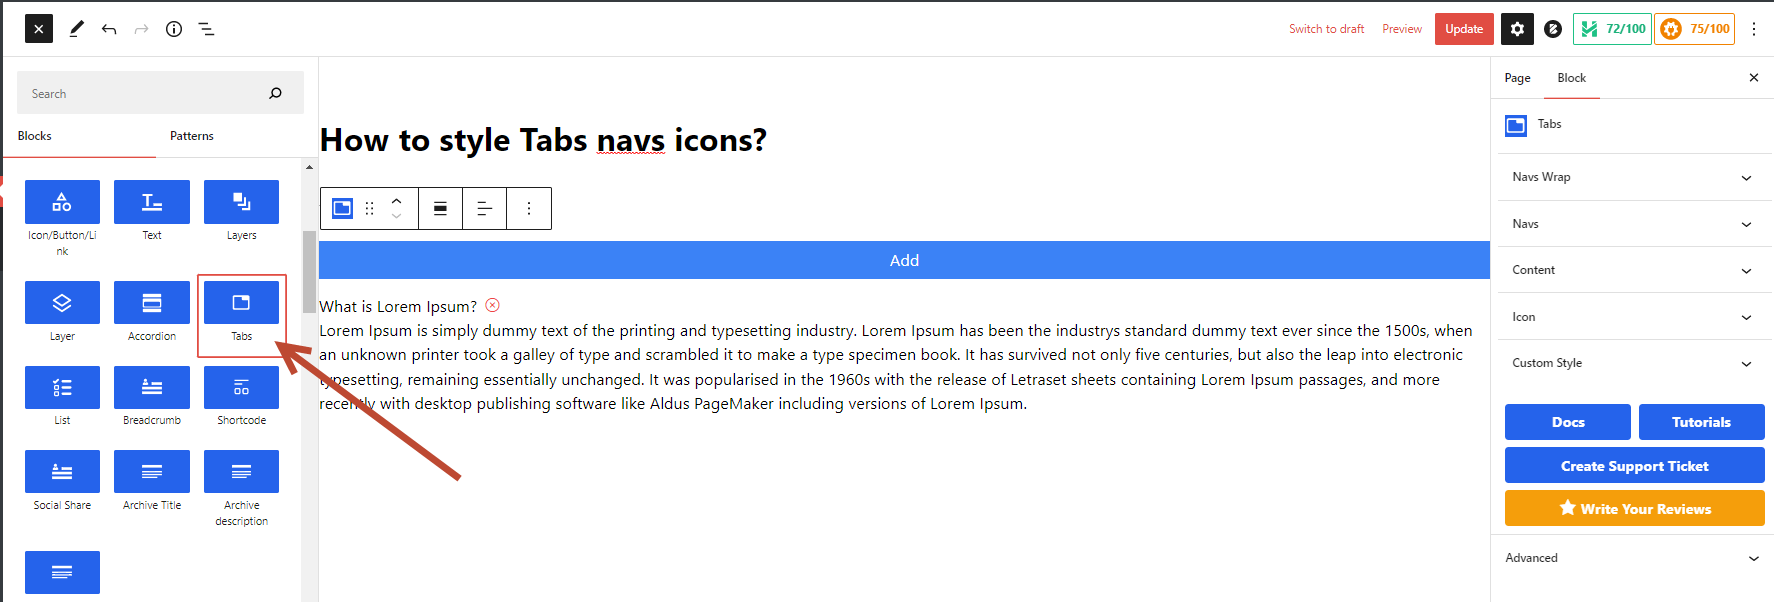 Switch to draft
Preview
Update
72/100
75/100
Search
Blocks
Patterns
Icon/Button/Li
nk
Text
Layers
Layer
Accordion
Tabs
List
Breadcrumb
Shortcode
Social Share
Archive Title
Archive
description
How to style Tabs navs icons?
Add
What is Lorem Ipsum?
Lorem Ipsum is simply dummy text of the printing and typesetting industry. Lorem Ipsum has been the industrys standard dummy text ever since the 1500s, when
an unknown printer took a galley of type and scrambled it to make a type specimen book. It has survived not only five centuries, but also the leap into electronic
typesetting, remaining essentially unchanged. It was popularised in the 1960s with the release of Letraset sheets containing Lorem Ipsum passages, and more
recently with desktop publishing software like Aldus PageMaker including versions of Lorem Ipsum.
Page
Block
Tabs
Navs Wrap
Navs
Content
Icon
Custom Style
Docs
Tutorials
Create Support Ticket
Write Your Reviews
Advanced